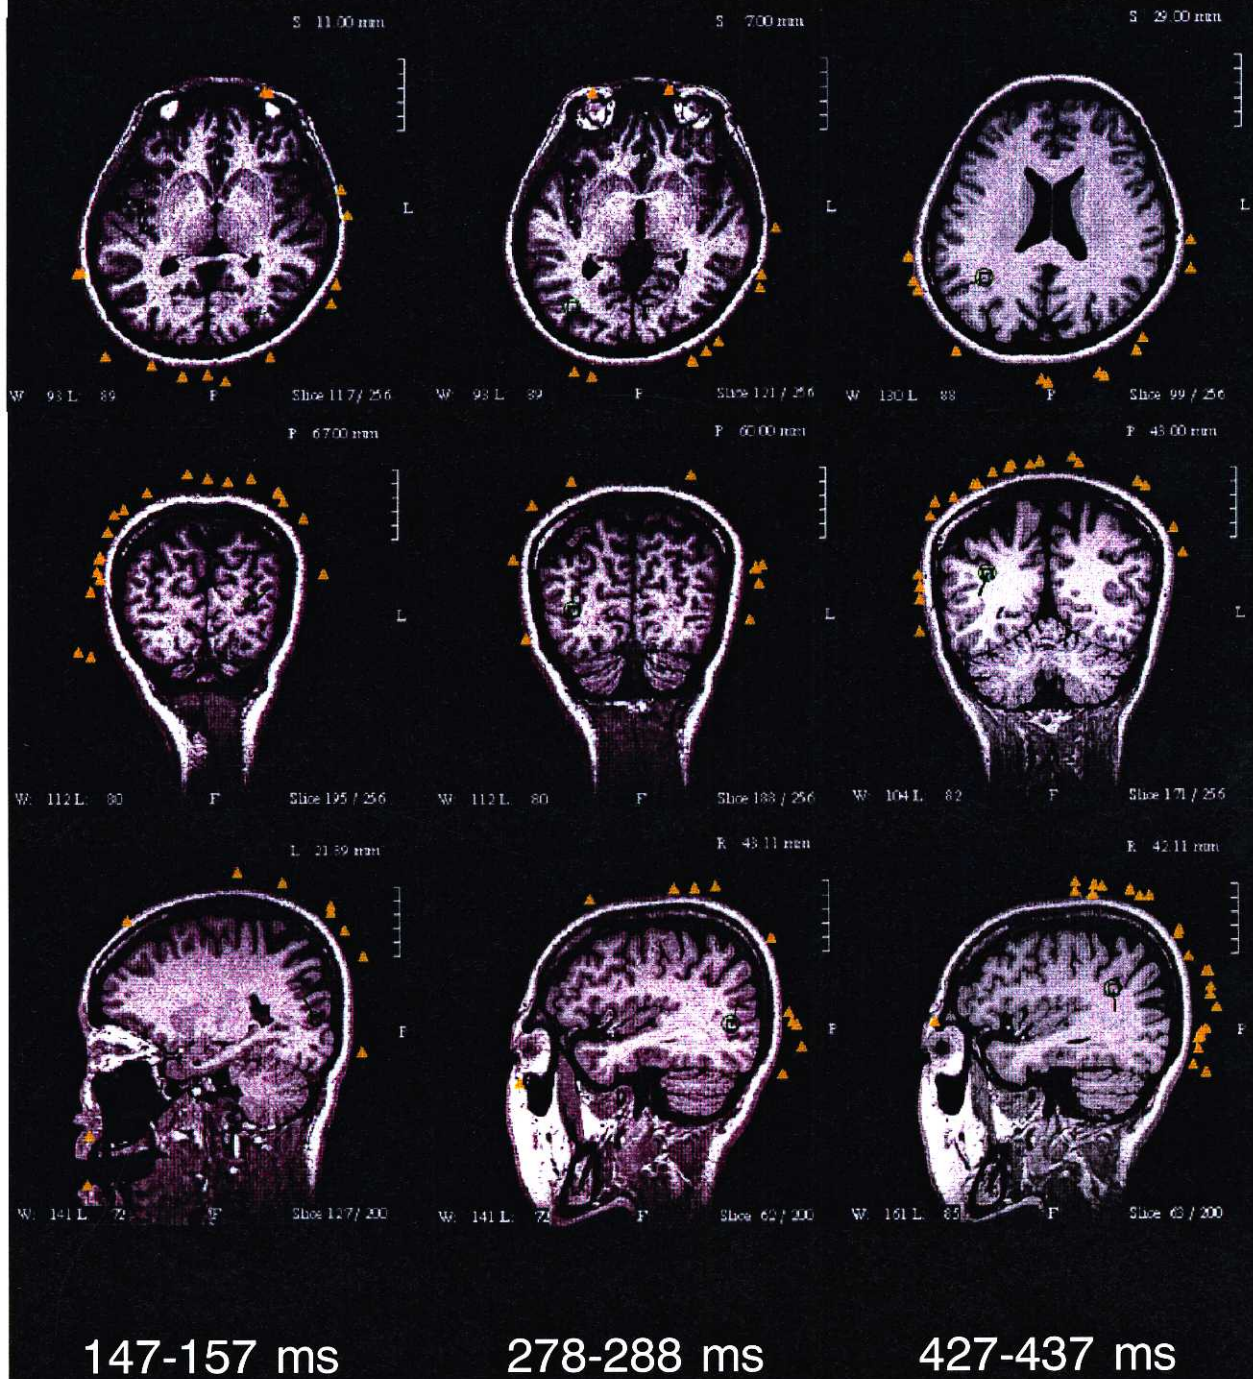 S 11.00 mm
S 7.00 mm
S 29.00 mm
L
L
L
W: 93 L: 89 P Slice 117 / 256
W: 93 L: 89 P Slice 121 / 256
W: 130 L: 88 P Slice 99 / 256
P 67.00 mm
P 60.00 mm
P 43.00 mm
L
L
L
W: 112 L: 80 F Slice 195 / 256
W: 112 L: 80 F Slice 188 / 256
W: 104 L: 82 F Slice 171 / 256
L 21.89 mm
R 43.11 mm
R 42.11 mm
P
P
P
W: 141 L: 72 F Slice 127 / 200
W: 141 L: 72 F Slice 62 / 200
W: 161 L: 85 F Slice 63 / 200
147-157 ms
278-288 ms
427-437 ms